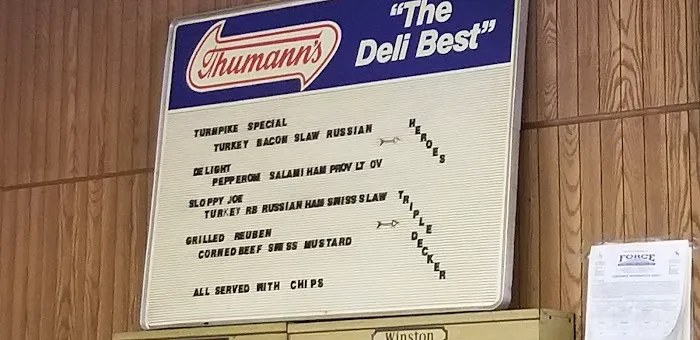 Thumann's
"The
Deli Best"
TURNPIKE SPECIAL
TURKEY BACON SLAW RUSSIAN
HEROES
DELIGHT
PEPPERONI SALAMI HAM PROV LT OV
SLOPPY JOE
TURKEY RB RUSSIAN HAM SWISS SLAW
TRIPLE
DECKER
GRILLED REUBEN
CORNED BEEF SWISS MUSTARD
ALL SERVED WITH CHIPS
Winston
FORCE